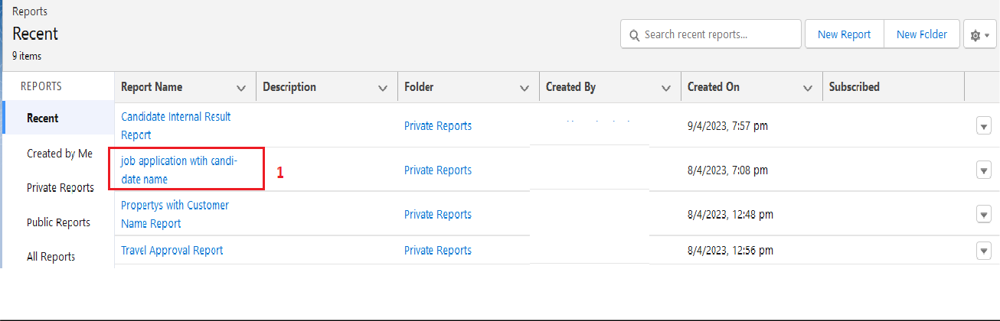 Reports
Recent
9 items
Search recent reports...
New Report
New Folder
REPORTS
Report Name
Description
Folder
Created By
Created On
Subscribed
Recent
Candidate Internal Result
Report
Private Reports
9/4/2023, 7:57 pm
Created by Me
job application wtih candi-
date name
1
Private Reports
8/4/2023, 7:08 pm
Private Reports
Propertys with Customer
Name Report
Private Reports
8/4/2023, 12:48 pm
Public Reports
Travel Approval Report
Private Reports
8/4/2023, 12:56 pm
All Reports